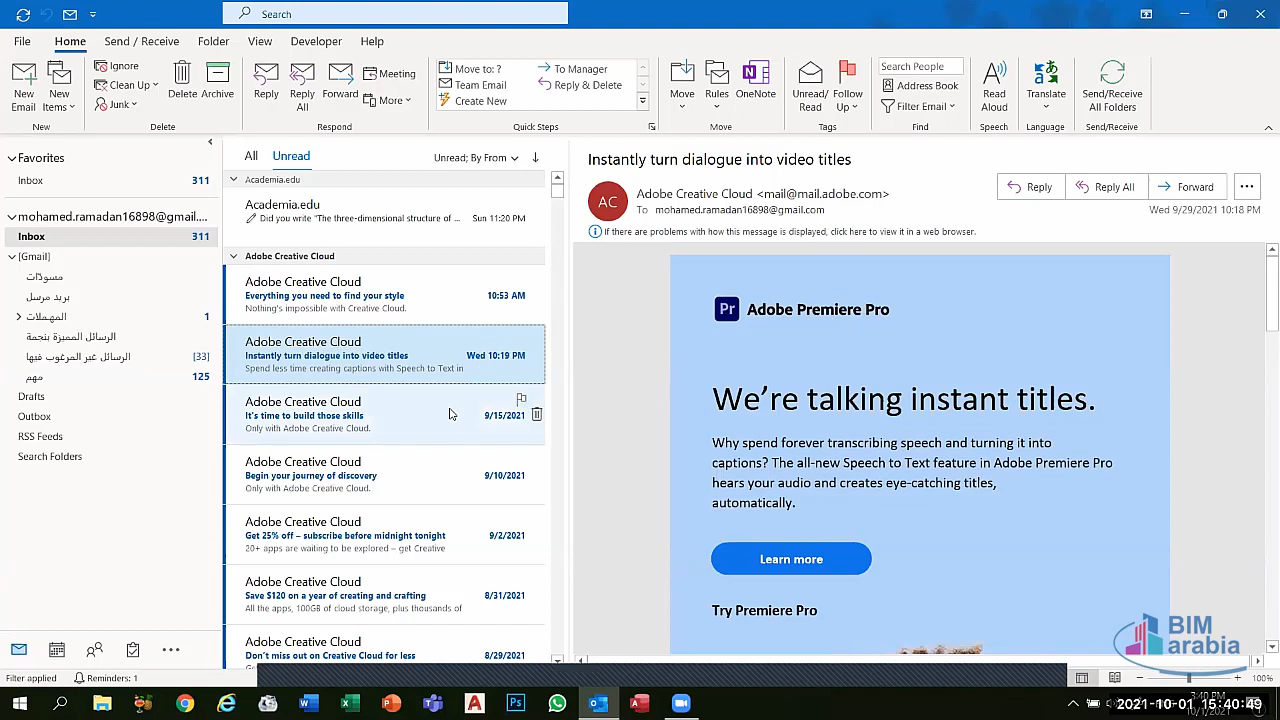 Search
File Home Send / Receive Folder View Developer Help
New Email
New Items
Ignore
Clean Up
Junk
Delete
Archive
Reply
Reply All
Forward
Meeting
More
Move to: ?
Team Email
Create New
To Manager
Reply & Delete
Move
Rules
OneNote
Unread/ Read
Follow Up
Search People
Address Book
Filter Email
Read Aloud
Translate
Send/Receive All Folders
New Delete Respond Quick Steps Move Tags Find Speech Language Send/Receive
Favorites
Inbox 311
mohamed.ramadan16898@gmail....
Inbox 311
[Gmail]
مسودّات
بريد مرسل
المهملات 1
الرسائل المميزة بنجمة
الرسائل غير المرغوب فيها [33]
مهم 125
Drafts
Outbox
RSS Feeds
Search Folders
All Unread Unread; By From
Academia.edu
Academia.edu
Did you write "The three-dimensional structure of ... Sun 11:20 PM
Adobe Creative Cloud
Adobe Creative Cloud
Everything you need to find your style 10:53 AM
Nothing's impossible with Creative Cloud.
Adobe Creative Cloud
Instantly turn dialogue into video titles Wed 10:19 PM
Spend less time creating captions with Speech to Text in
Adobe Creative Cloud
It's time to build those skills 9/15/2021
Only with Adobe Creative Cloud.
Adobe Creative Cloud
Begin your journey of discovery 9/10/2021
Only with Adobe Creative Cloud.
Adobe Creative Cloud
Get 25% off – subscribe before midnight tonight 9/2/2021
20+ apps are waiting to be explored – get Creative
Adobe Creative Cloud
Save $120 on a year of creating and crafting 8/31/2021
All the apps, 100GB of cloud storage, plus thousands of
Adobe Creative Cloud
Don't miss out on Creative Cloud for less 8/29/2021
Instantly turn dialogue into video titles
AC
Adobe Creative Cloud <mail@mail.adobe.com>
To mohamed.ramadan16898@gmail.com
Reply Reply All Forward
Wed 9/29/2021 10:18 PM
If there are problems with how this message is displayed, click here to view it in a web browser.
Pr Adobe Premiere Pro
We're talking instant titles.
Why spend forever transcribing speech and turning it into
captions? The all-new Speech to Text feature in Adobe Premiere Pro
hears your audio and creates eye-catching titles,
automatically.
Learn more
Try Premiere Pro
BIM
arabia
Filter applied Reminders: 1 100%
2021-10-01 15:40:49